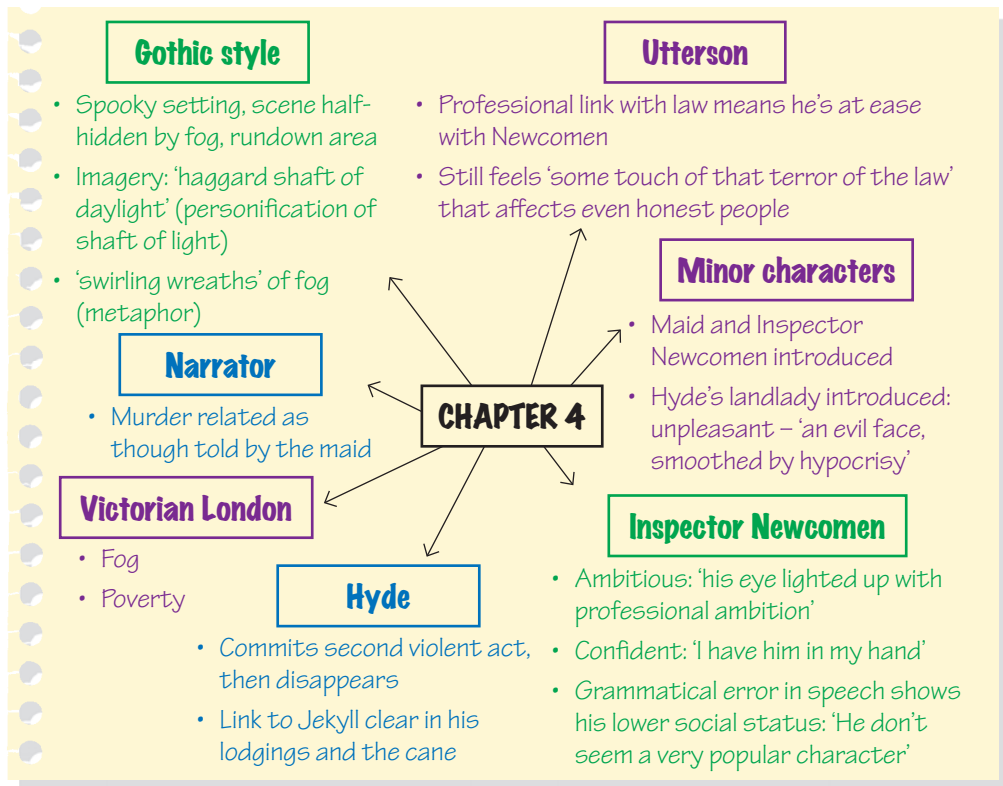 Gothic style
• Spooky setting, scene half-
hidden by fog, rundown area
• Imagery: ‘haggard shaft of
daylight’ (personification of
shaft of light)
• ‘swirling wreaths’ of fog
(metaphor)
Utterson
• Professional link with law means he’s at ease
with Newcomen
• Still feels ‘some touch of that terror of the law’
that affects even honest people
Minor characters
• Maid and Inspector
Newcomen introduced
• Hyde’s landlady introduced:
unpleasant – ‘an evil face,
smoothed by hypocrisy’
Narrator
• Murder related as
though told by the maid
CHAPTER 4
Victorian London
• Fog
• Poverty
Hyde
• Commits second violent act,
then disappears
• Link to Jekyll clear in his
lodgings and the cane
Inspector Newcomen
• Ambitious: ‘his eye lighted up with
professional ambition’
• Confident: ‘I have him in my hand’
• Grammatical error in speech shows
his lower social status: ‘He don’t
seem a very popular character’